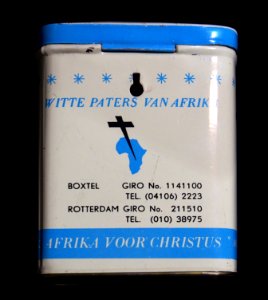 WITTE PATERS VAN AFRIKA
BOXTEL GIRO No. 1141100
TEL. (04106) 2223
ROTTERDAM GIRO No. 211510
TEL. (010) 38975
AFRIKA VOOR CHRISTUS